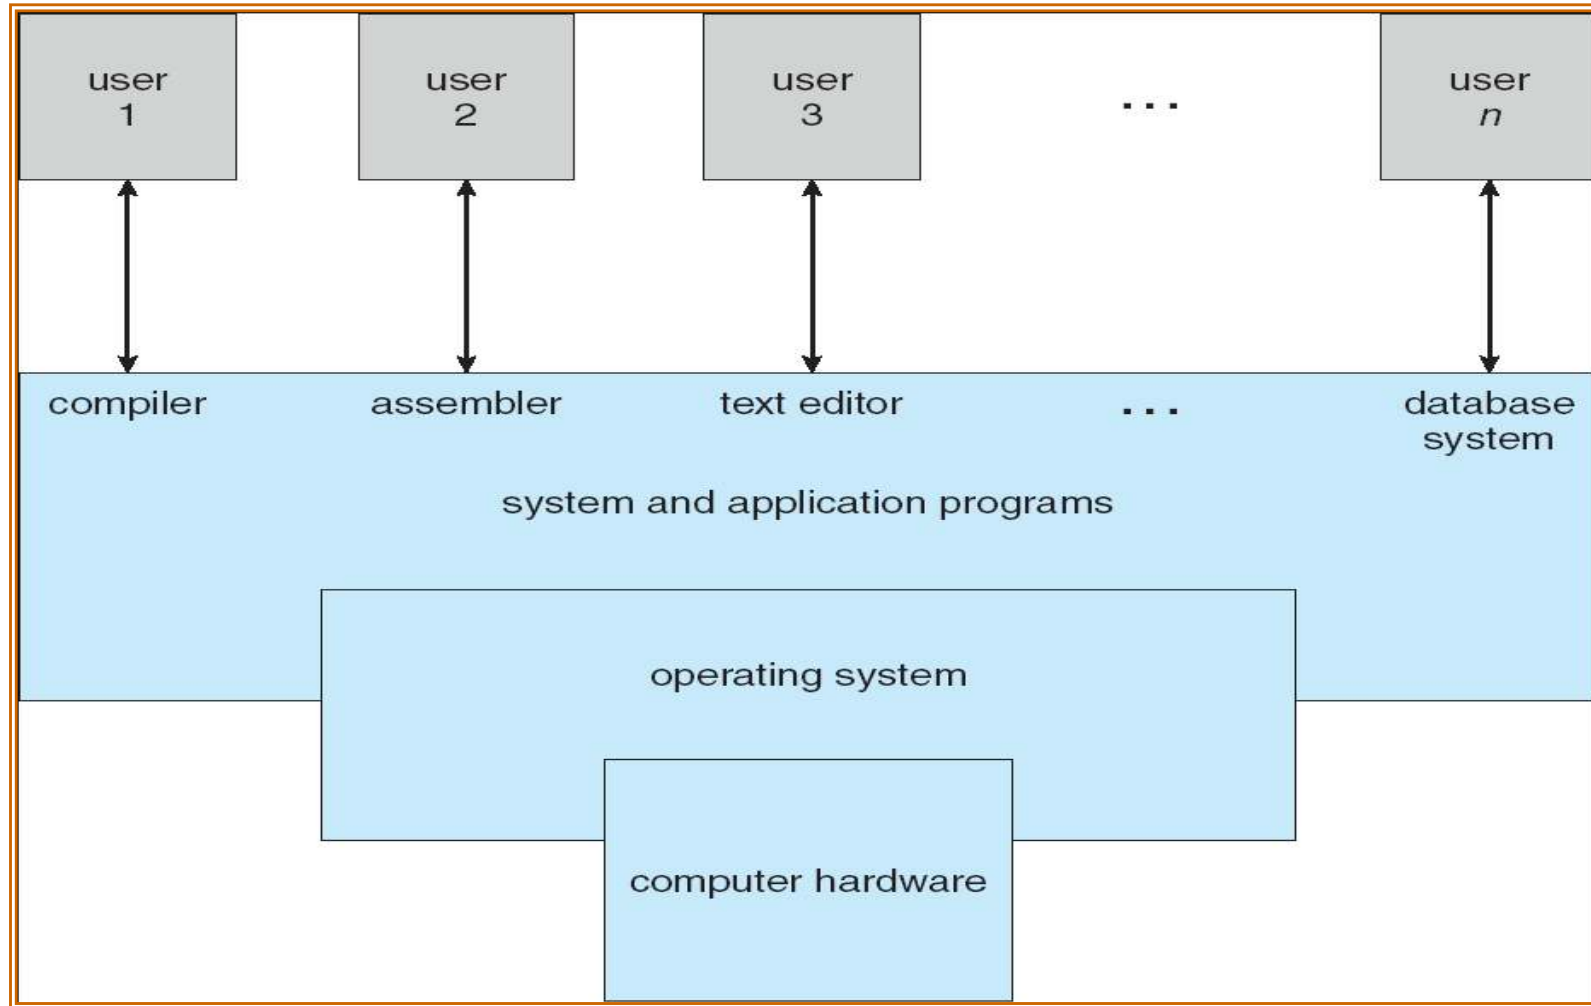 user
1
user
2
user
3
...
user
n
compiler
assembler
text editor
...
database
system
system and application programs
operating system
computer hardware